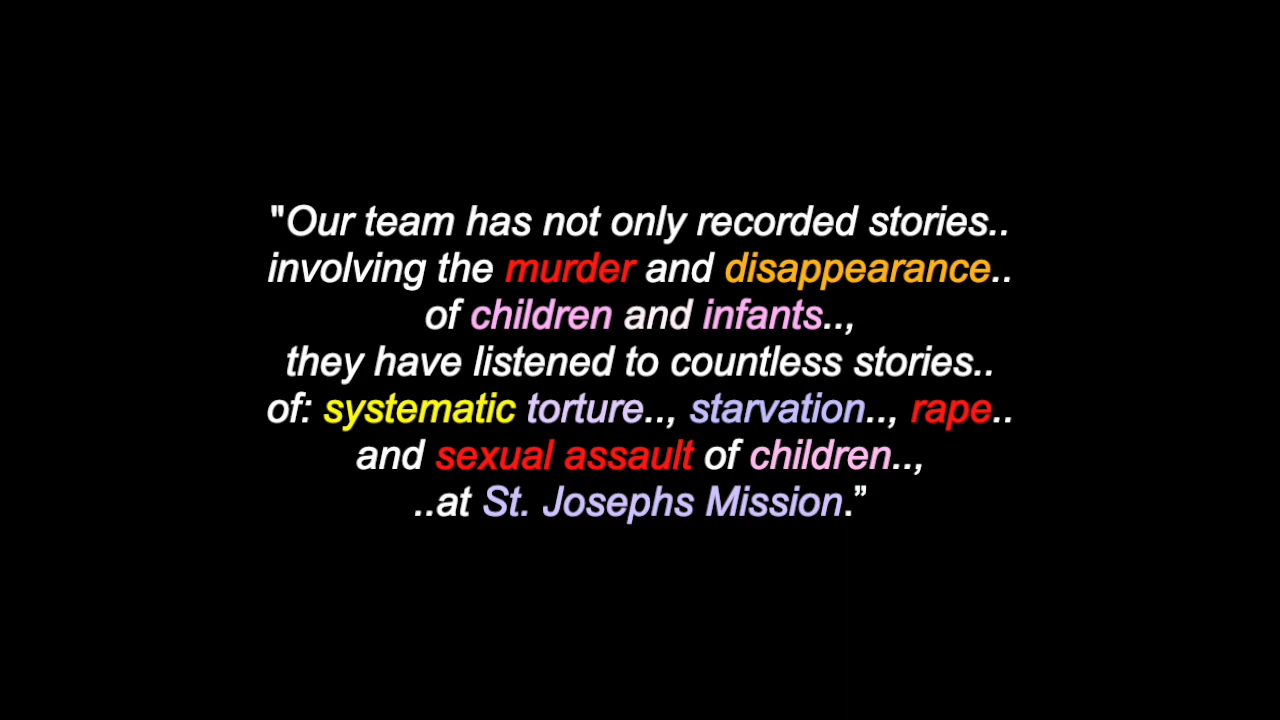 "Our team has not only recorded stories..
involving the murder and disappearance..
of children and infants..,
they have listened to countless stories..
of: systematic torture.., starvation.., rape..
and sexual assault of children..,
..at St. Josephs Mission.”